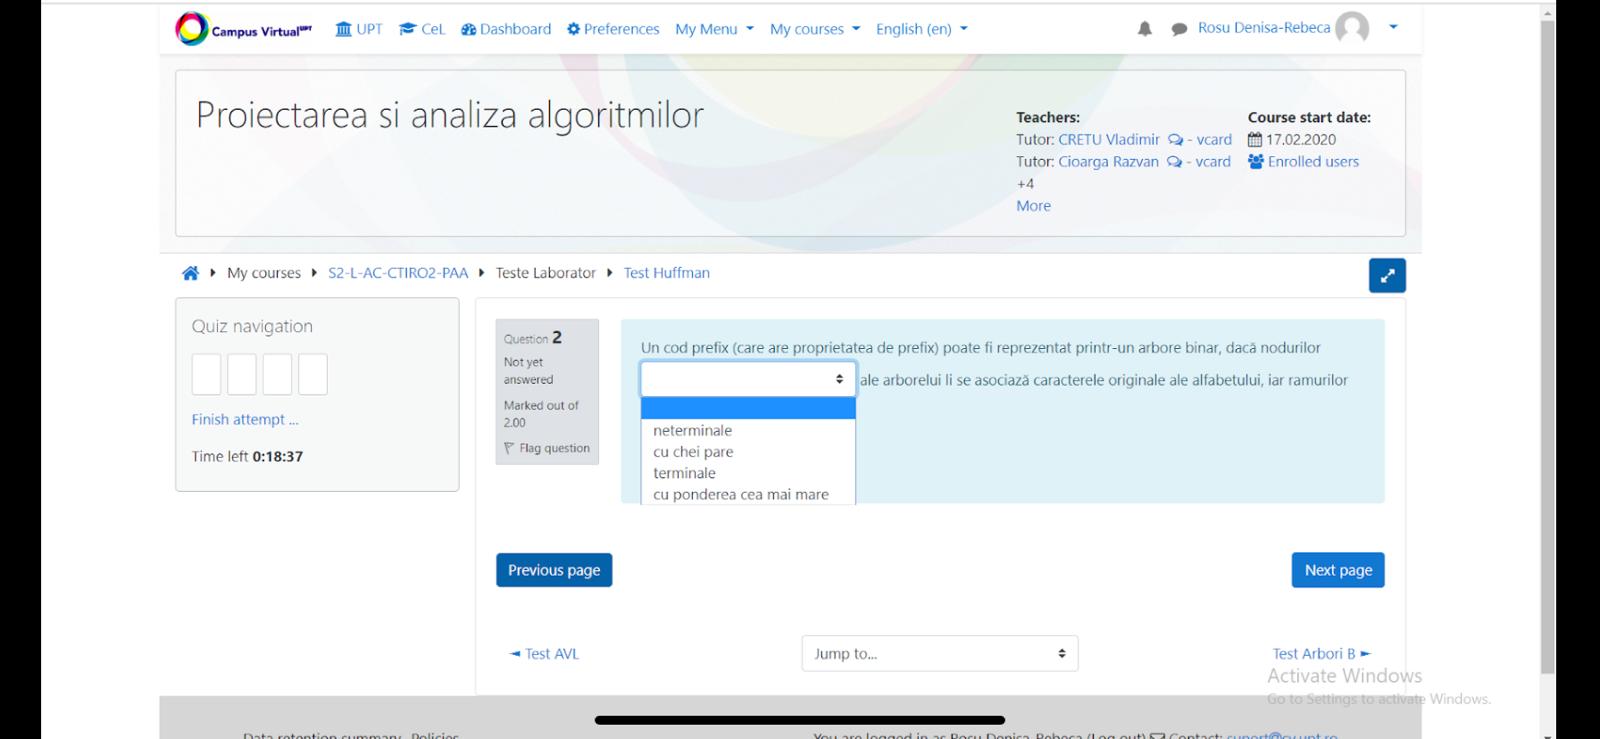 Campus Virtual UPT
UPT
CeL
Dashboard
Preferences
My Menu
My courses
English (en)
Rosu Denisa-Rebeca
Proiectarea si analiza algoritmilor
Teachers:
Tutor: CRETU Vladimir - vcard
Tutor: Cioarga Razvan - vcard
+4
More
Course start date:
17.02.2020
Enrolled users
My courses
S2-L-AC-CTIRO2-PAA
Teste Laborator
Test Huffman
Quiz navigation
Finish attempt ...
Time left 0:18:37
Question 2
Not yet
answered
Marked out of
2.00
Flag question
Un cod prefix (care are proprietatea de prefix) poate fi reprezentat printr-un arbore binar, dacă nodurilor
ale arborelui li se asociază caracterele originale ale alfabetului, iar ramurilor
neterminale
cu chei pare
terminale
cu ponderea cea mai mare
Previous page
Next page
◄ Test AVL
Jump to...
Test Arbori B ►
Activate Windows
Go to Settings to activate Windows.
Data retention summary Policies
You are logged in as Rosu Denisa-Rebeca (Log out) Contact: suport@cv.upt.ro